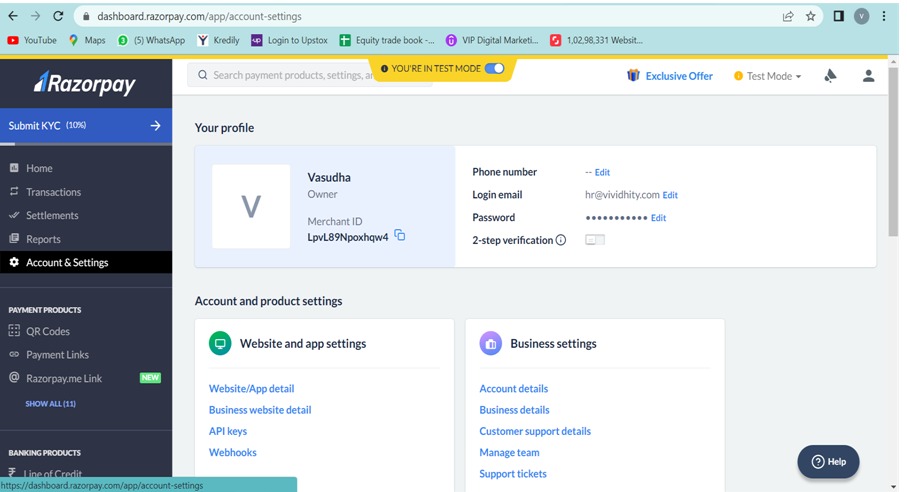 dashboard.razorpay.com/app/account-settings
V
YouTube Maps (5) WhatsApp Kredily Login to Upstox Equity trade book -... VIP Digital Marketi... 1,02,98,331 Websit...
Razorpay
Search payment products, settings, an
YOU'RE IN TEST MODE
Exclusive Offer
Test Mode
Submit KYC (10%)
Home
Transactions
Settlements
Reports
Account & Settings
PAYMENT PRODUCTS
QR Codes
Payment Links
Razorpay.me Link NEW
SHOW ALL (11)
BANKING PRODUCTS
Line of Credit
Your profile
V
Vasudha
Owner
Merchant ID
LpvL89Npoxhqw4
Phone number -- Edit
Login email hr@vividhity.com Edit
Password ••••••••••• Edit
2-step verification
Account and product settings
Website and app settings
Website/App detail
Business website detail
API keys
Webhooks
Business settings
Account details
Business details
Customer support details
Manage team
Support tickets
Help
https://dashboard.razorpay.com/app/account-settings